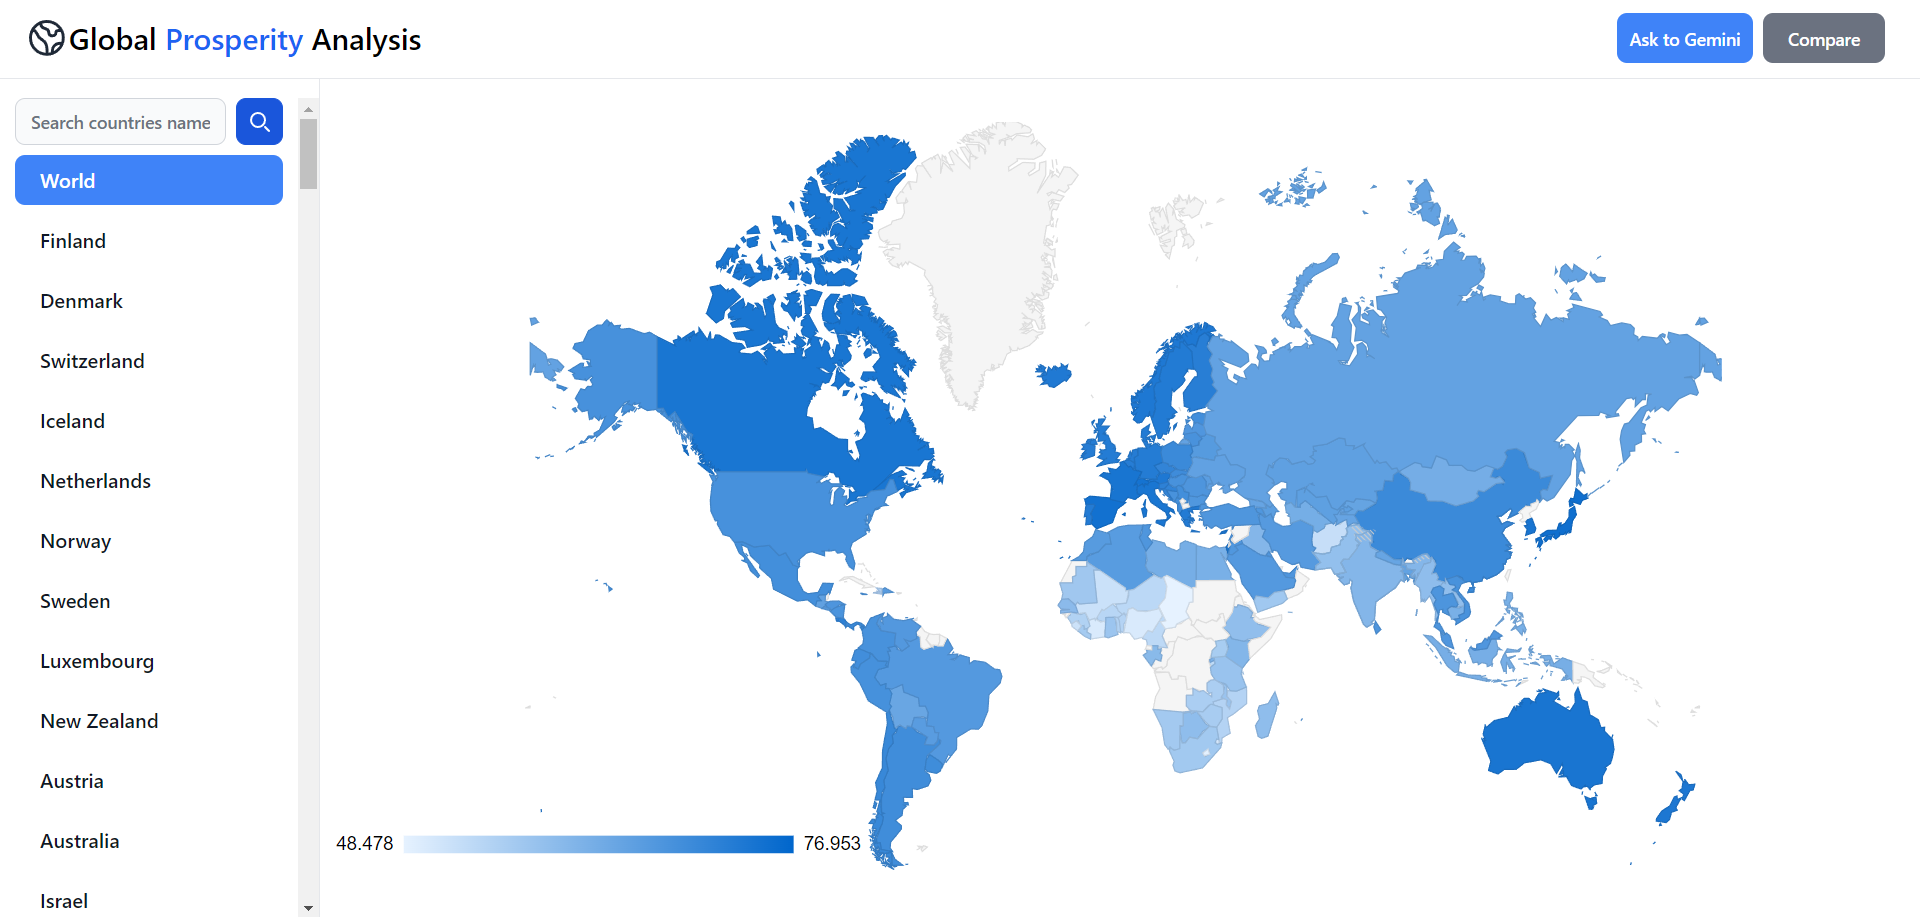 Global Prosperity Analysis
Ask to Gemini
Compare
Search countries name
World
Finland
Denmark
Switzerland
Iceland
Netherlands
Norway
Sweden
Luxembourg
New Zealand
Austria
Australia
Israel
48.478
76.953